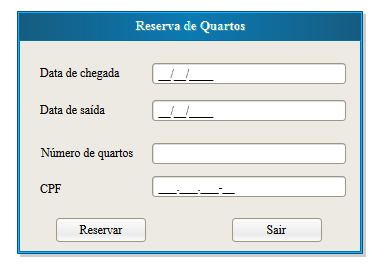 Reserva de Quartos
Data de chegada __/__/____
Data de saída __/__/____
Número de quartos
CPF ___.___.___-__
Reservar Sair